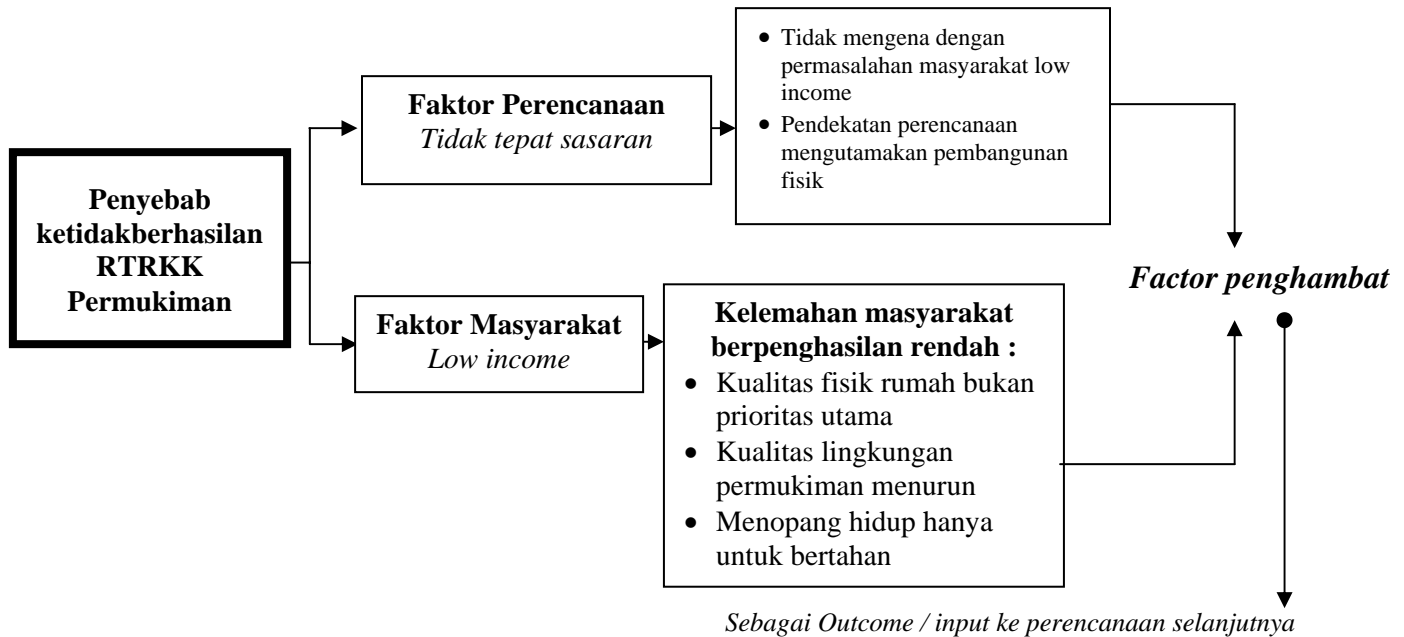 Penyebab
ketidakberhasilan
RTRKK
Permukiman
Faktor Perencanaan
Tidak tepat sasaran
• Tidak mengena dengan
permasalahan masyarakat low
income
• Pendekatan perencanaan
mengutamakan pembangunan
fisik
Faktor Masyarakat
Low income
Kelemahan masyarakat
berpenghasilan rendah :
• Kualitas fisik rumah bukan
prioritas utama
• Kualitas lingkungan
permukiman menurun
• Menopang hidup hanya
untuk bertahan
Factor penghambat
Sebagai Outcome / input ke perencanaan selanjutnya